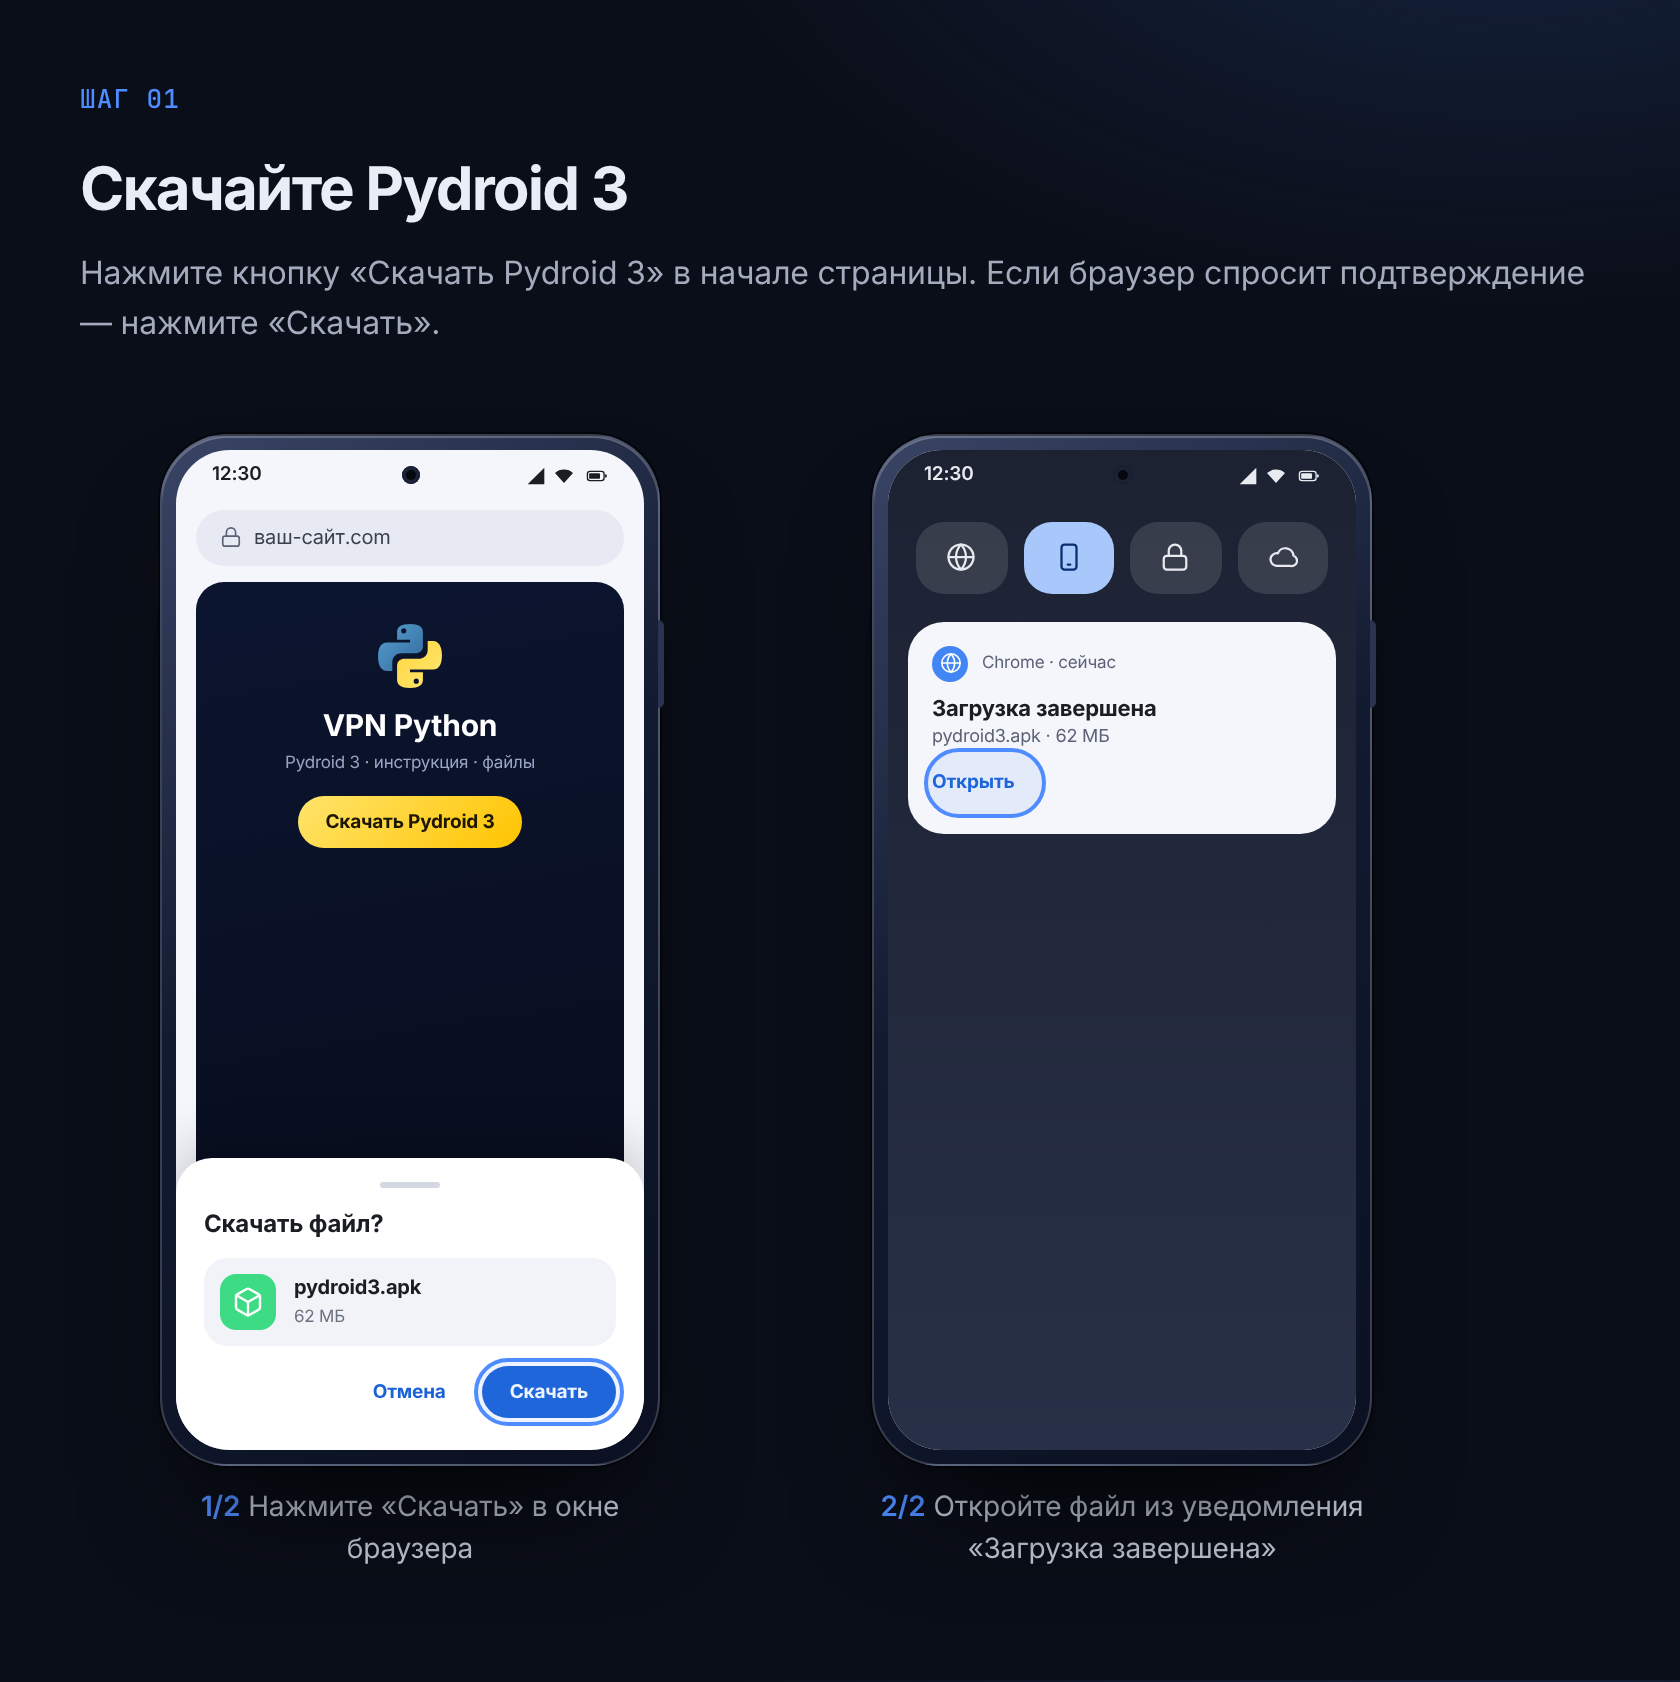 ШАГ 01
Скачайте Pydroid 3
Нажмите кнопку «Скачать Pydroid 3» в начале страницы. Если браузер спросит подтверждение
— нажмите «Скачать».
12:30
ваш-сайт.com
VPN Python
Pydroid 3 · инструкция · файлы
Скачать Pydroid 3
Скачать файл?
pydroid3.apk
62 МБ
Отмена
Скачать
1/2 Нажмите «Скачать» в окне
браузера
12:30
Chrome · сейчас
Загрузка завершена
pydroid3.apk · 62 МБ
Открыть
2/2 Откройте файл из уведомления
«Загрузка завершена»